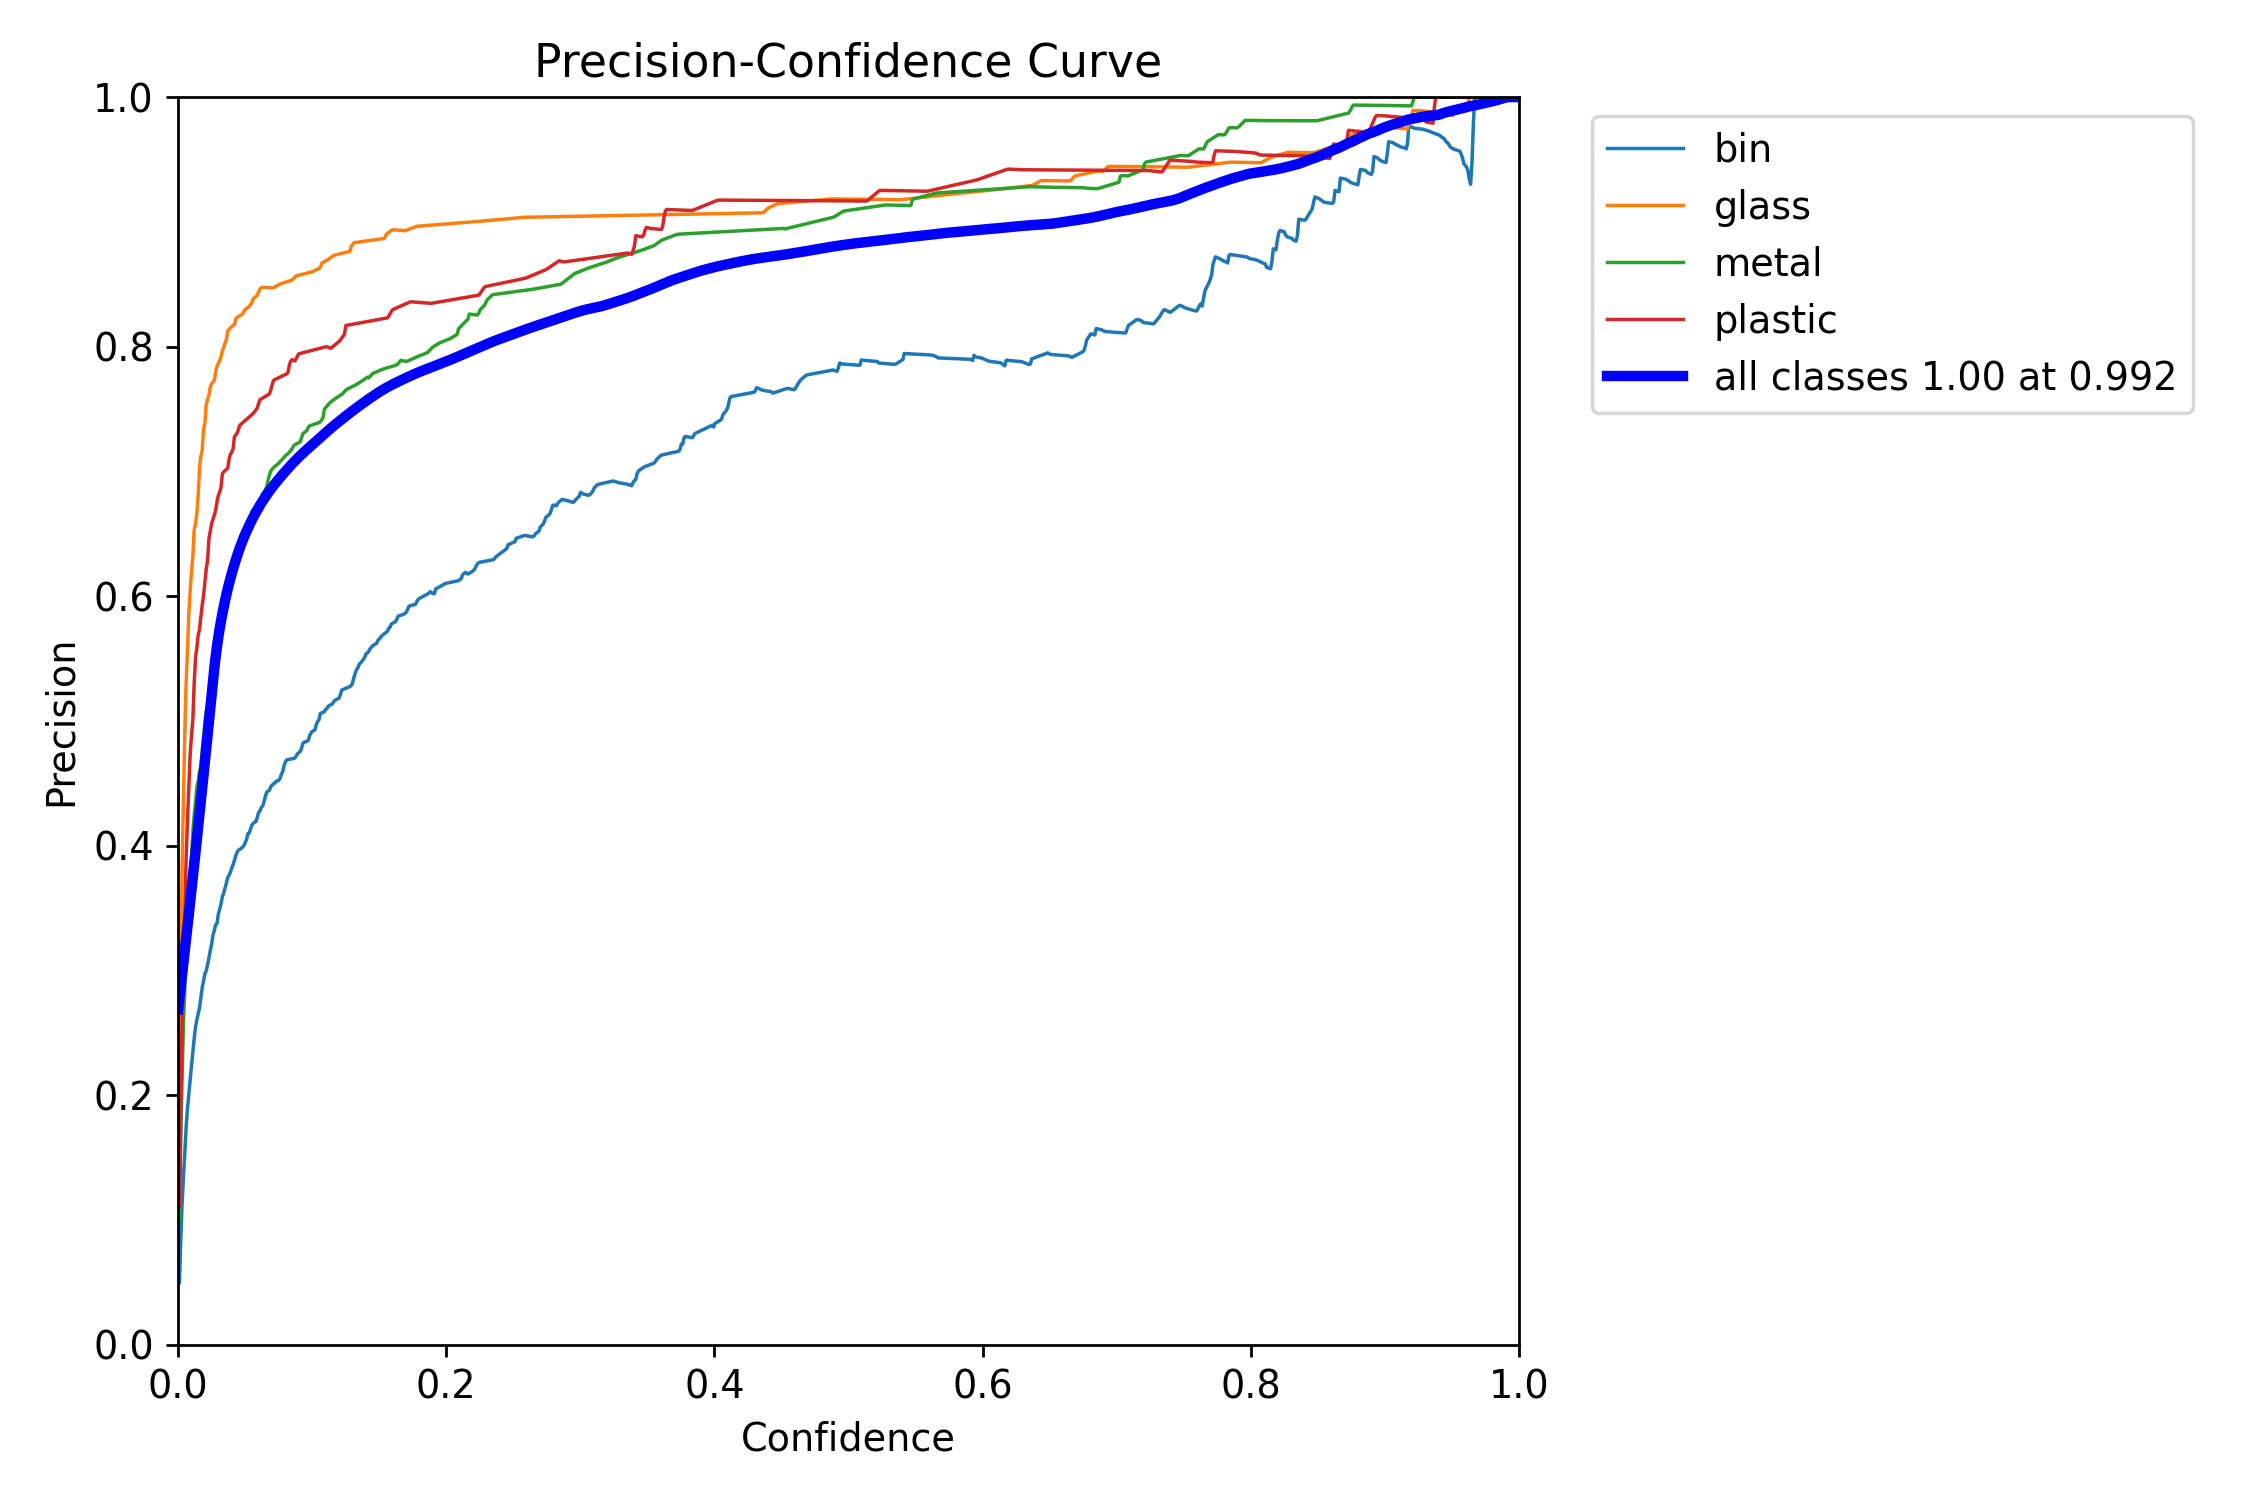 Precision-Confidence Curve
1.0
0.8
0.6
0.4
0.2
0.0
Precision
0.0 0.2 0.4 0.6 0.8 1.0
Confidence
bin
glass
metal
plastic
all classes 1.00 at 0.992